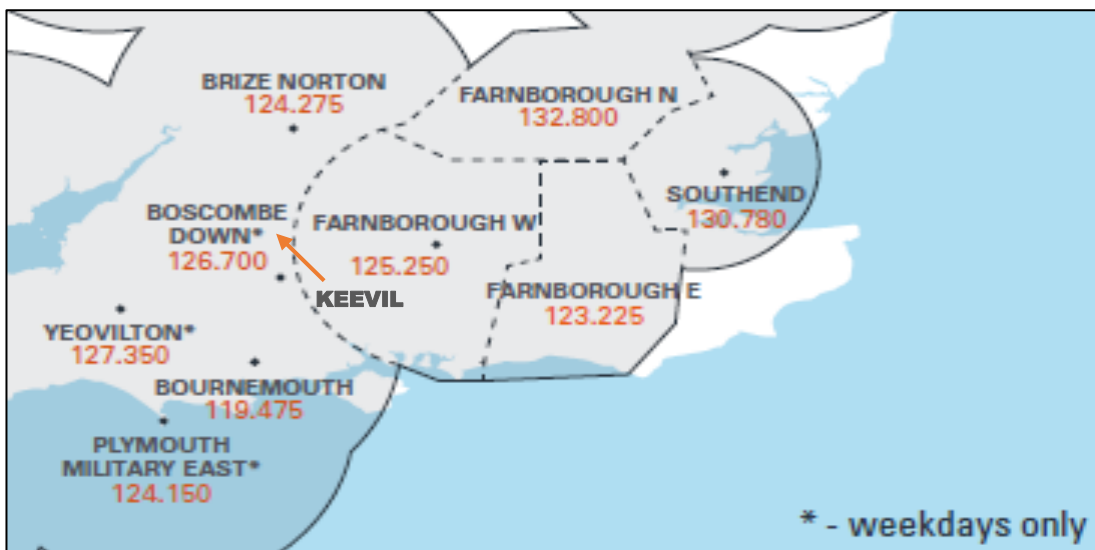 BRIZE NORTON
124.275
FARNBOROUGH N
132.800
BOSCOMBE
DOWN*
126.700
FARNBOROUGH W
125.250
SOUTHEND
130.780
KEEVIL
FARNBOROUGH E
123.225
YEOVILTON*
127.350
BOURNEMOUTH
119.475
PLYMOUTH
MILITARY EAST*
124.150
* - weekdays only